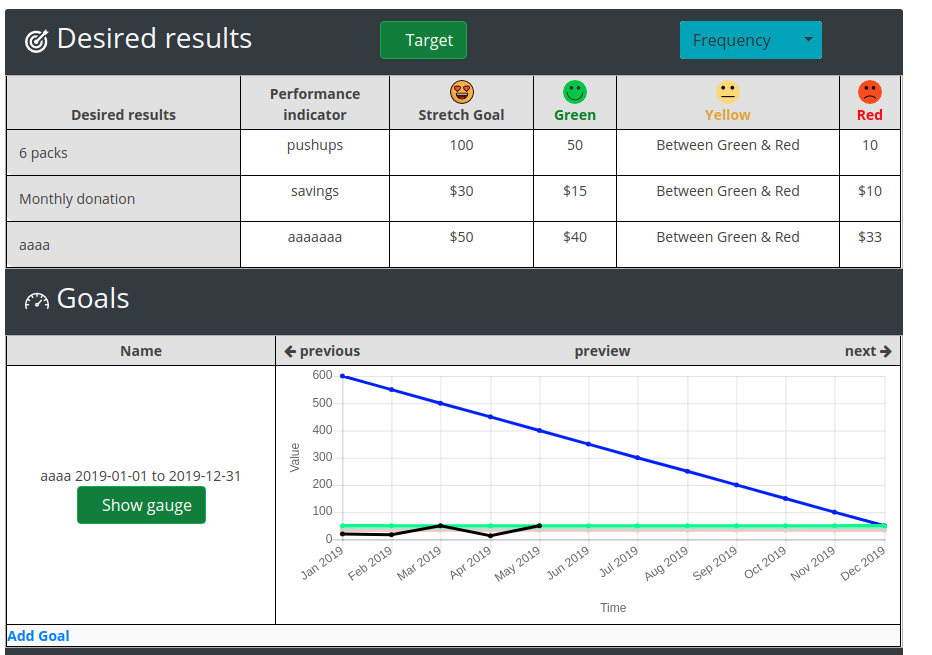 Desired results
Target
Frequency
Desired results
Performance
indicator
Stretch Goal
Green
Yellow
Red
6 packs
pushups
100
50
Between Green & Red
10
Monthly donation
savings
$30
$15
Between Green & Red
$10
aaaa
aaaaaaa
$50
$40
Between Green & Red
$33
Goals
Name
previous
preview
next
aaaa 2019-01-01 to 2019-12-31
Show gauge
600
500
400
300
200
100
0
Value
Jan 2019
Feb 2019
Mar 2019
Apr 2019
May 2019
Jun 2019
Jul 2019
Aug 2019
Sep 2019
Oct 2019
Nov 2019
Dec 2019
Time
Add Goal